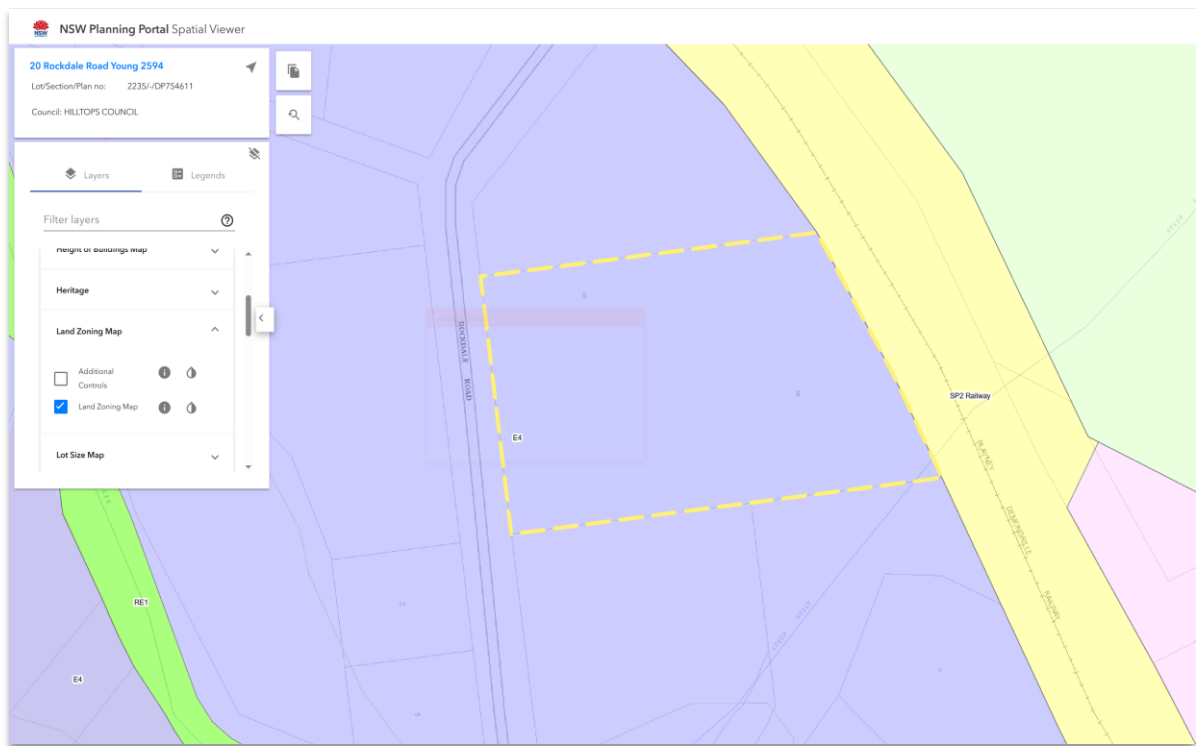 NSW Planning Portal Spatial Viewer
NSW
20 Rockdale Road Young 2594
Lot/Section/Plan no: 2235/-/DP754611
Council: HILLTOPS COUNCIL
Layers Legends
Filter layers
Height of Buildings Map
Heritage
Land Zoning Map
Additional
Controls
Land Zoning Map
Lot Size Map
ROCKDALE ROAD
E4
SP2 Railway
BLAYNEY
DEMONDRILLE
RAILWAY
RE1
E4